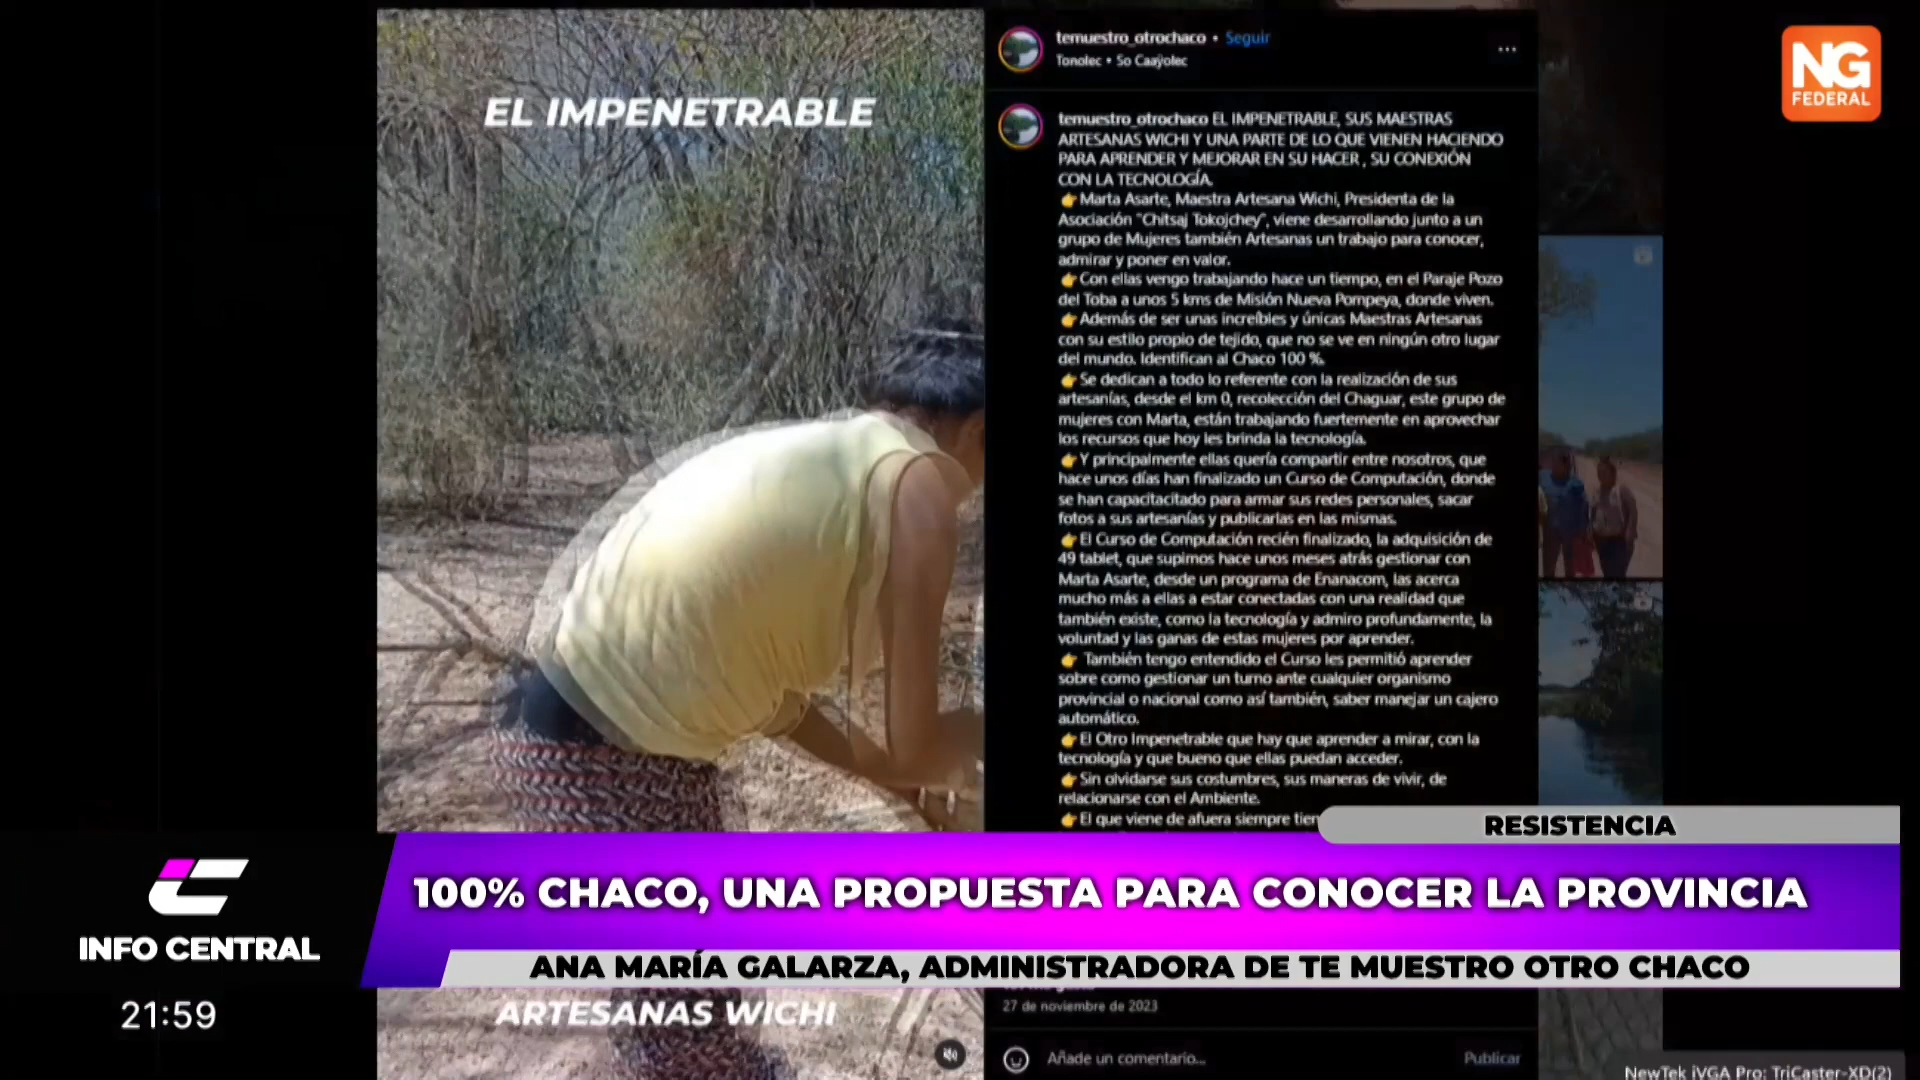 EL IMPENETRABLE
temuestro_otrochaco • Seguir
Tonolec • So Caaỹolec
NG
FEDERAL
temuestro_otrochaco EL IMPENETRABLE, SUS MAESTRAS
ARTESANAS WICHI Y UNA PARTE DE LO QUE VIENEN HACIENDO
PARA APRENDER Y MEJORAR EN SU HACER , SU CONEXIÓN
CON LA TECNOLOGÍA.
👉Marta Asarte, Maestra Artesana Wichi, Presidenta de la
Asociación "Chitsaj Tokojchey", viene desarrollando junto a un
grupo de Mujeres también Artesanas un trabajo para conocer,
admirar y poner en valor.
👉Con ellas vengo trabajando hace un tiempo, en el Paraje Pozo
del Toba a unos 5 kms de Misión Nueva Pompeya, donde viven.
👉Además de ser unas increíbles y únicas Maestras Artesanas
con su estilo propio de tejido, que no se ve en ningún otro lugar
del mundo. Identifican al Chaco 100 %.
👉Se dedican a todo lo referente con la realización de sus
artesanías, desde el km 0, recolección del Chaguar, este grupo de
mujeres con Marta, están trabajando fuertemente en aprovechar
los recursos que hoy les brinda la tecnología.
👉Y principalmente ellas quería compartir entre nosotros, que
hace unos días han finalizado un Curso de Computación, donde
se han capacitacitado para armar sus redes personales, sacar
fotos a sus artesanías y publicarlas en las mismas.
👉El Curso de Computación recién finalizado, la adquisición de
49 tablet, que supimos hace unos meses atrás gestionar con
Marta Asarte, desde un programa de Enanacom, las acerca
mucho más a ellas a estar conectadas con una realidad que
también existe, como la tecnología y admiro profundamente, la
voluntad y las ganas de estas mujeres por aprender.
👉 También tengo entendido el Curso les permitió aprender
sobre como gestionar un turno ante cualquier organismo
provincial o nacional como así también, saber manejar un cajero
automático.
👉El Otro Impenetrable que hay que aprender a mirar, con la
tecnología y que bueno que ellas puedan acceder.
👉Sin olvidarse sus costumbres, sus maneras de vivir, de
relacionarse con el Ambiente.
👉El que viene de afuera siempre tien
RESISTENCIA
100% CHACO, UNA PROPUESTA PARA CONOCER LA PROVINCIA
INFO CENTRAL
ANA MARÍA GALARZA, ADMINISTRADORA DE TE MUESTRO OTRO CHACO
21:59
ARTESANAS WICHI
27 de noviembre de 2023
Añade un comentario...
Publicar
NewTek iVGA Pro: TriCaster-XD(2)